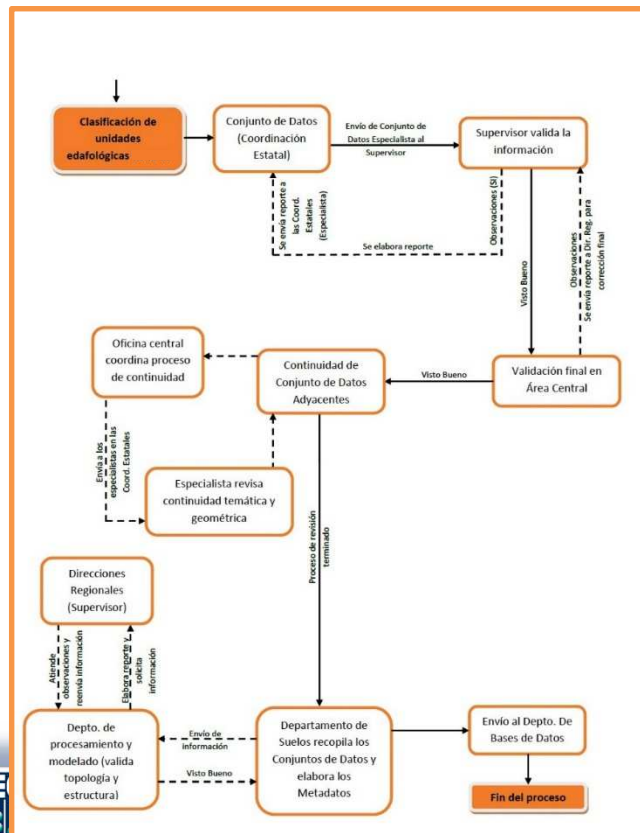 Clasificación de
unidades
edafológicas
Conjunto de Datos
(Coordinación
Estatal)
Envío de Conjunto de
Datos Especialista al
Supervisor
Supervisor valida la
información
Se envía reporte a
las Coord.
Estatales
(Especialista)
Se elabora reporte
Observaciones (SI)
Visto Bueno
Observaciones
Se envía reporte a Dir. Reg. para
corrección final
Oficina central
coordina proceso
de continuidad
Continuidad de
Conjunto de Datos
Adyacentes
Visto Bueno
Validación final en
Área Central
Envía a los
especialistas en las
Coord. Estatales
Especialista revisa
continuidad temática y
geométrica
Proceso de revisión
terminado
Direcciones
Regionales
(Supervisor)
Atiende
observaciones y
reenvía información
Elabora reporte y
solicita
información
Depto. de
procesamiento y
modelado (valida
topología y
estructura)
Envío de
información
Visto Bueno
Departamento de
Suelos recopila los
Conjuntos de Datos y
elabora los
Metadatos
Envío al Depto. De
Bases de Datos
Fin del proceso